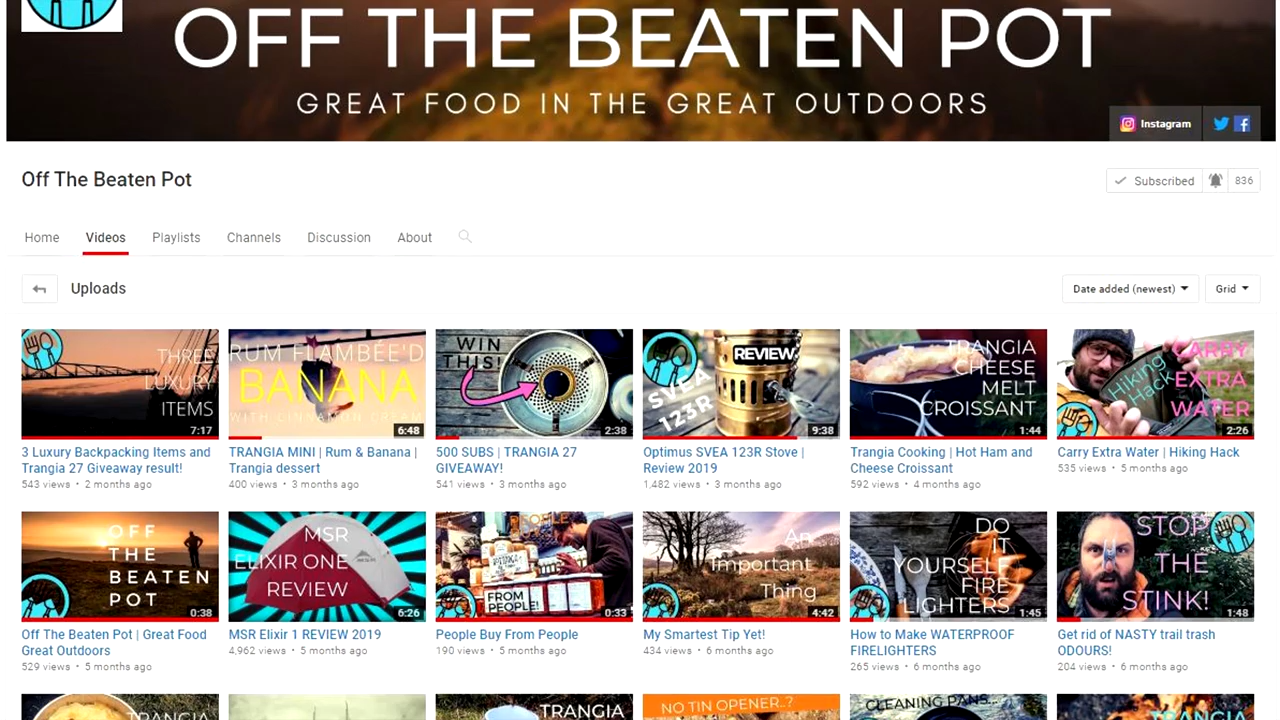 OFF THE BEATEN POT
GREAT FOOD IN THE GREAT OUTDOORS
Instagram
Off The Beaten Pot
Subscribed
836
Home
Videos
Playlists
Channels
Discussion
About
Uploads
Date added (newest)
Grid
THREE
LUXURY
ITEMS
7:17
RUM FLAMBÉE'D
BANANA
WITH CINNAMON CREAM
6:48
WIN
THIS!
2:38
REVIEW
SVEA
123R
9:38
TRANGIA
CHEESE
MELT
CROISSANT
1:44
CARRY
EXTRA
WATER
Hiking
Hack
2:26
3 Luxury Backpacking Items and
Trangia 27 Giveaway result!
543 views • 2 months ago
TRANGIA MINI | Rum & Banana |
Trangia dessert
400 views • 3 months ago
500 SUBS | TRANGIA 27
GIVEAWAY!
541 views • 3 months ago
Optimus SVEA 123R Stove |
Review 2019
1,482 views • 3 months ago
Trangia Cooking | Hot Ham and
Cheese Croissant
592 views • 4 months ago
Carry Extra Water | Hiking Hack
535 views • 5 months ago
OFF
THE
BEATEN
POT
0:38
MSR
ELIXIR ONE
REVIEW
6:26
PEOPLE
FROM
PEOPLE!
0:33
An
Important
Thing
4:42
DO
IT
YOURSELF
FIRE
LIGHTERS
1:45
STOP
THE
STINK!
1:48
Off The Beaten Pot | Great Food
Great Outdoors
529 views • 5 months ago
MSR Elixir 1 REVIEW 2019
4,962 views • 5 months ago
People Buy From People
190 views • 5 months ago
My Smartest Tip Yet!
434 views • 6 months ago
How to Make WATERPROOF
FIRELIGHTERS
265 views • 6 months ago
Get rid of NASTY trail trash
ODOURS!
204 views • 6 months ago
TRANGIA
TRANGIA
NO TIN OPENER..?
CLEANING PANS...
TRANGIA